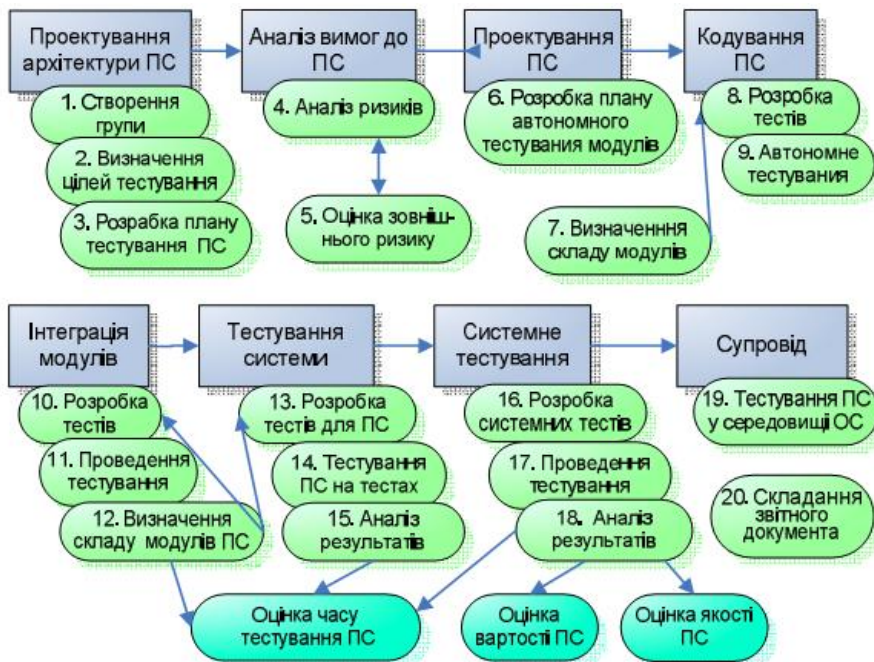 Проектування
архітектури ПС
Аналіз вимог до
ПС
Проектування
ПС
Кодування
ПС
1. Створення
групи
2. Визначення
цілей тестування
3. Розрабка плану
тестування ПС
4. Аналіз ризиків
5. Оцінка зовніш-
нього ризику
6. Розробка плану
автономного
тестувания модулів
7. Визначенння
складу модулів
8. Розробка
тестів
9. Автономне
тестувания
Інтеграція
модулів
Тестування
системи
Системне
тестування
Супровід
10. Розробка
тестів
11. Проведення
тестування
12. Визначення
складу модулів ПС
13. Розробка
тестів для ПС
14. Тестування
ПС на тестах
15. Аналіз
результатів
16. Розробка
системних тестів
17. Проведення
тестування
18. Аналіз
результатів
19. Тестування ПС
у середовищіі ОС
20. Складання
звітного
документа
Оцінка часу
тестування ПС
Оцінка
вартості ПС
Оцінка якості
ПС